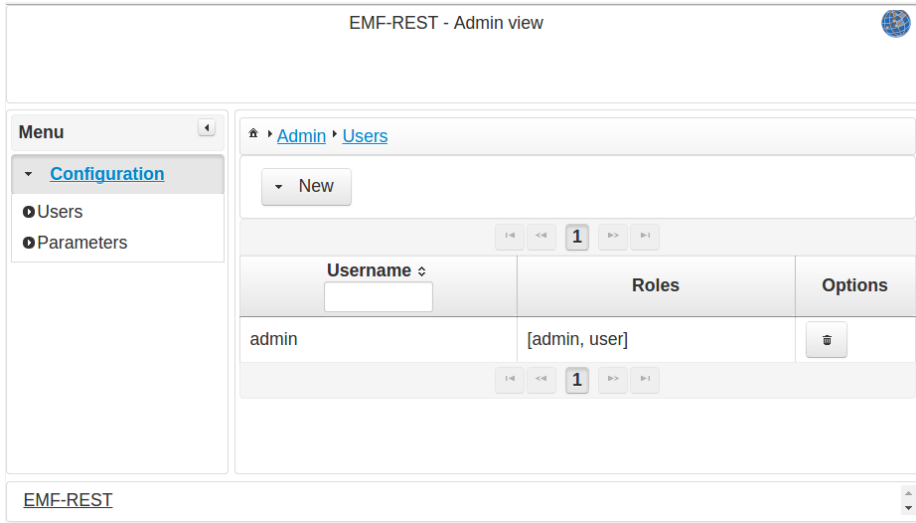 EMF-REST - Admin view
Menu
Configuration
Users
Parameters
Admin Users
New
1
Username Roles Options
admin [admin, user]
1
EMF-REST